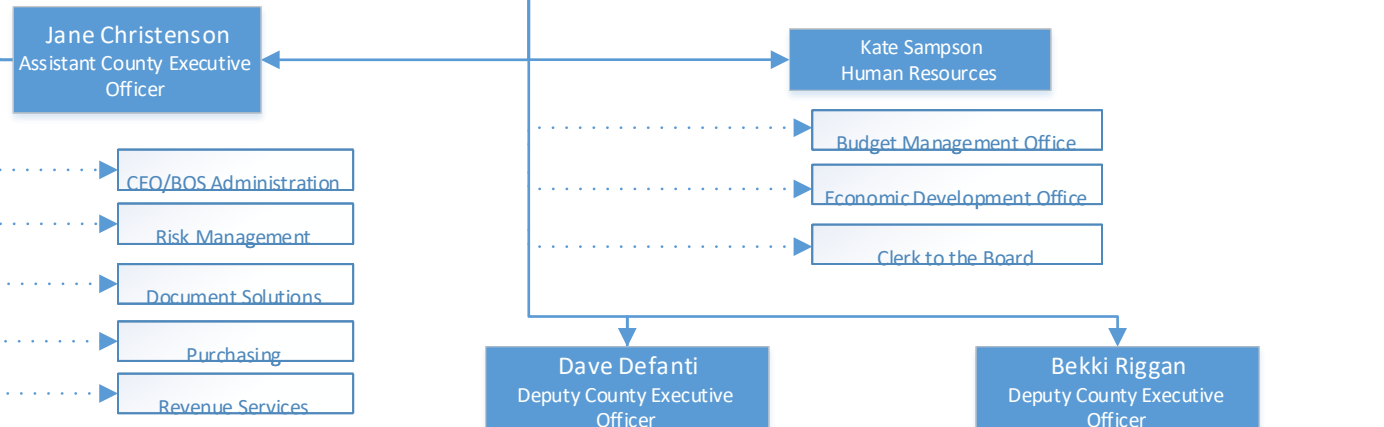 Jane Christenson
Assistant County Executive
Officer
Kate Sampson
Human Resources
Budget Management Office
Economic Development Office
Clerk to the Board
CEO/BOS Administration
Risk Management
Document Solutions
Purchasing
Revenue Services
Dave Defanti
Deputy County Executive
Officer
Bekki Riggan
Deputy County Executive
Officer